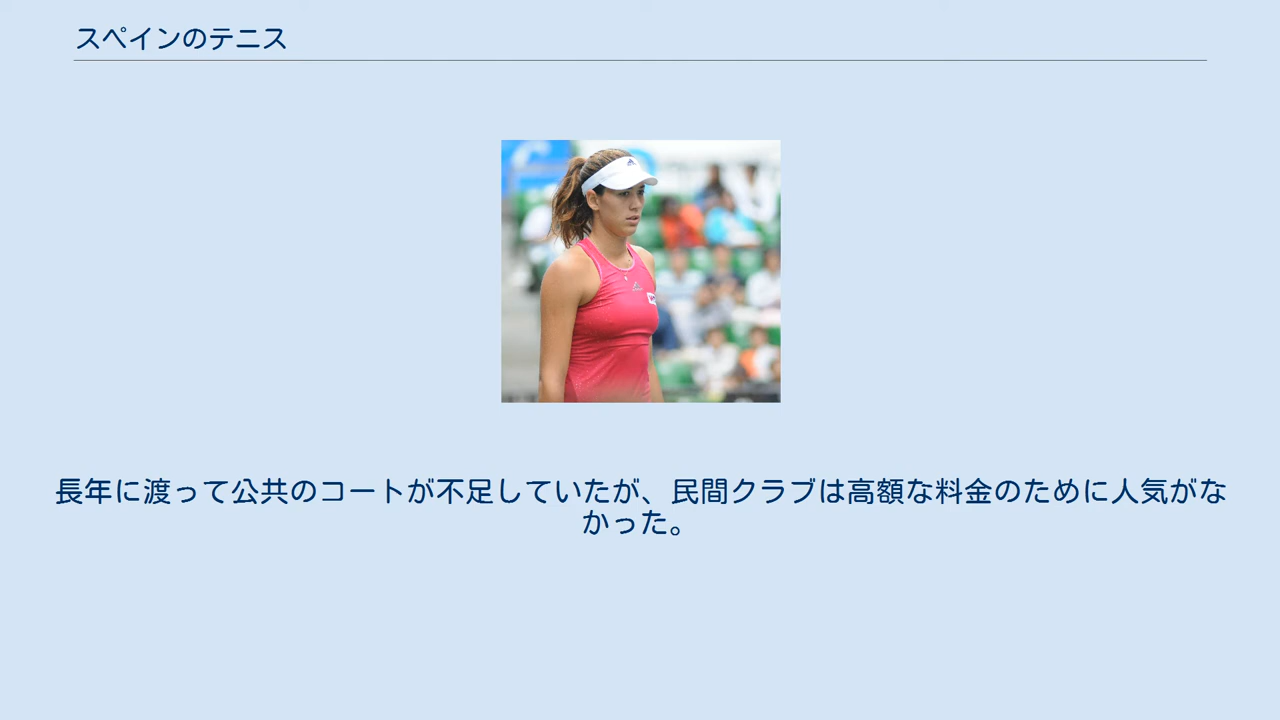 スペインのテニス
長年に渡って公共のコートが不足していたが、民間クラブは高額な料金のために人気がな
かった。